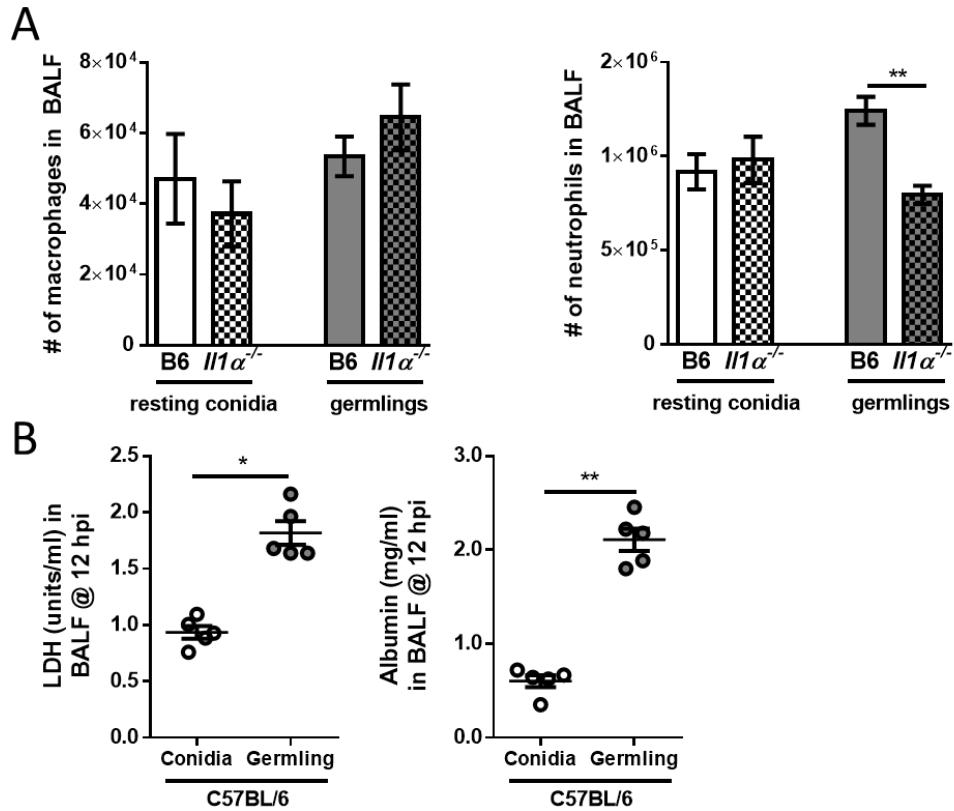 A
# of macrophages in BALF
8×10⁴
6×10⁴
4×10⁴
2×10⁴
0
B6 Il1α⁻/⁻ B6 Il1α⁻/⁻
resting conidia germlings
# of neutrophils in BALF
2×10⁶
1×10⁶
5×10⁵
0
**
B6 Il1α⁻/⁻ B6 Il1α⁻/⁻
resting conidia germlings
B
LDH (units/ml) in
BALF @ 12 hpi
2.5
2.0
1.5
1.0
0.5
0.0
*
Conidia Germling
C57BL/6
Albumin (mg/ml)
in BALF @ 12 hpi
3.0
2.0
1.0
0.0
**
Conidia Germling
C57BL/6